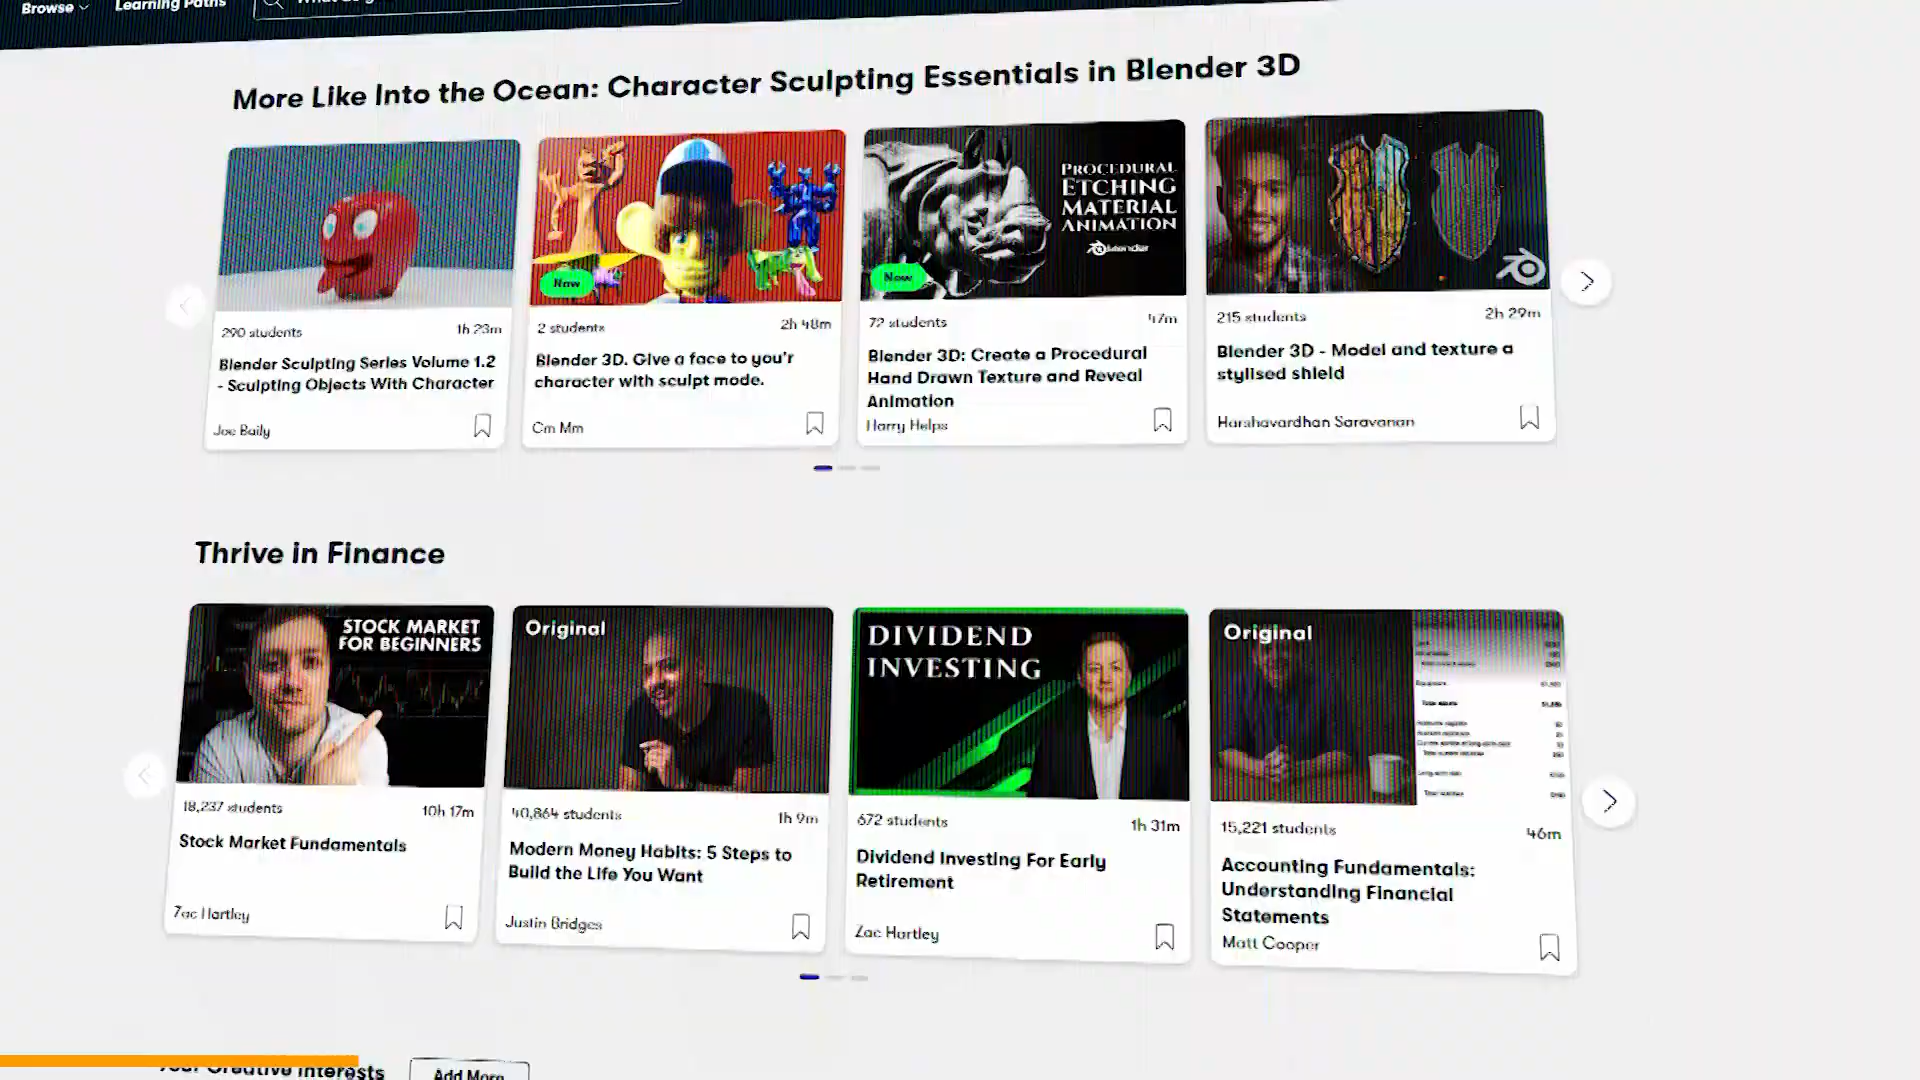 Browse
Learning Paths
More Like Into the Ocean: Character Sculpting Essentials in Blender 3D
PROCEDURAL
ETCHING
MATERIAL
ANIMATION
blender
New
New
290 students 1h 23m
Blender Sculpting Series Volume 1.2
- Sculpting Objects With Character
Joe Baily
2 students 2h 48m
Blender 3D. Give a face to you'r
character with sculpt mode.
Cm Mm
72 students 47m
Blender 3D: Create a Procedural
Hand Drawn Texture and Reveal
Animation
Harry Helps
215 students 2h 29m
Blender 3D - Model and texture a
stylised shield
Harshavardhan Saravanan
Thrive in Finance
STOCK MARKET
FOR BEGINNERS
18,237 students 10h 17m
Stock Market Fundamentals
Zac Hartley
Original
40,864 students 1h 9m
Modern Money Habits: 5 Steps to
Build the Life You Want
Justin Bridges
DIVIDEND
INVESTING
672 students 1h 31m
Dividend Investing For Early
Retirement
Zac Hartley
Original
15,221 students 46m
Accounting Fundamentals:
Understanding Financial
Statements
Matt Cooper
Your Creative Interests
Add More